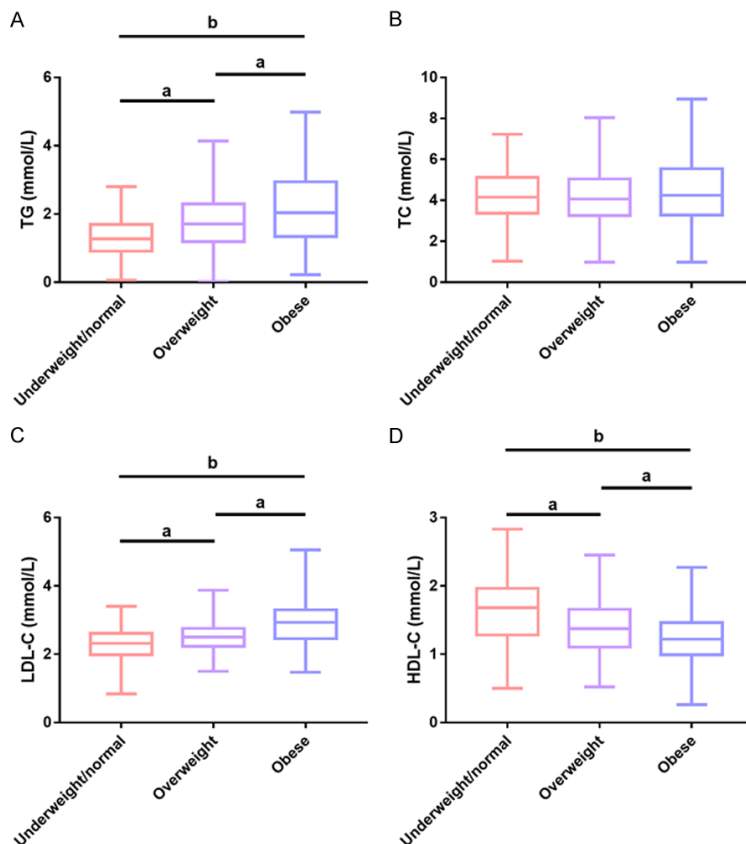 A
b
a
a
6
4
2
0
TG (mmol/L)
Underweight/normal
Overweight
Obese
B
10
8
6
4
2
0
TC (mmol/L)
Underweight/normal
Overweight
Obese
C
b
a
a
6
4
2
0
LDL-C (mmol/L)
Underweight/normal
Overweight
Obese
D
b
a
a
3
2
1
0
HDL-C (mmol/L)
Underweight/normal
Overweight
Obese